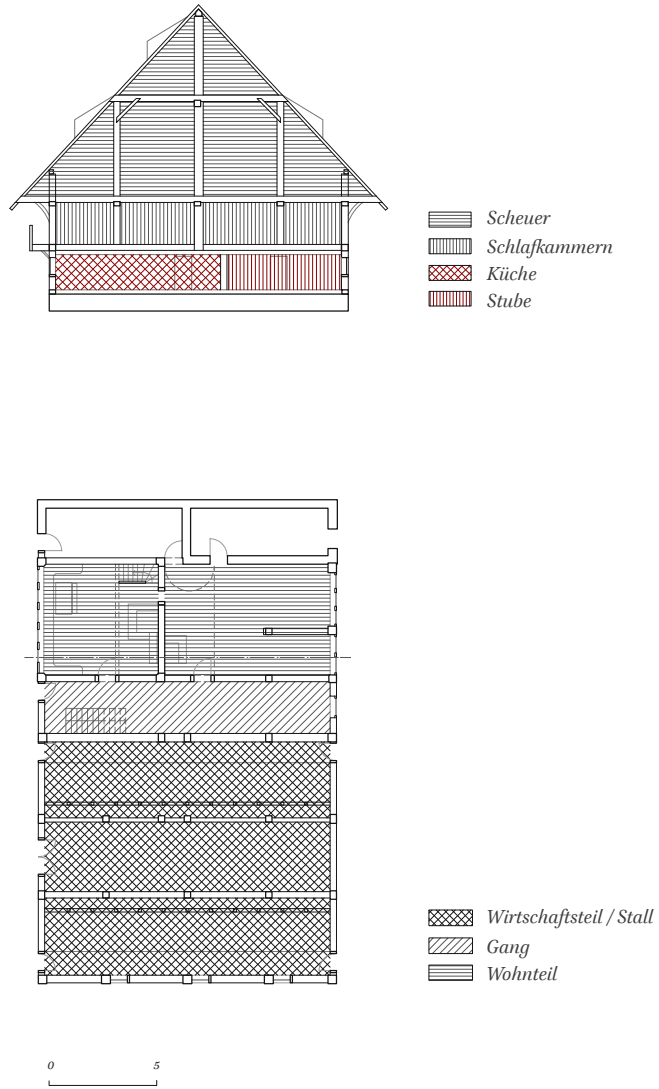 Scheuer
Schlafkammern
Küche
Stube
Wirtschaftsteil / Stall
Gang
Wohnteil
0 5